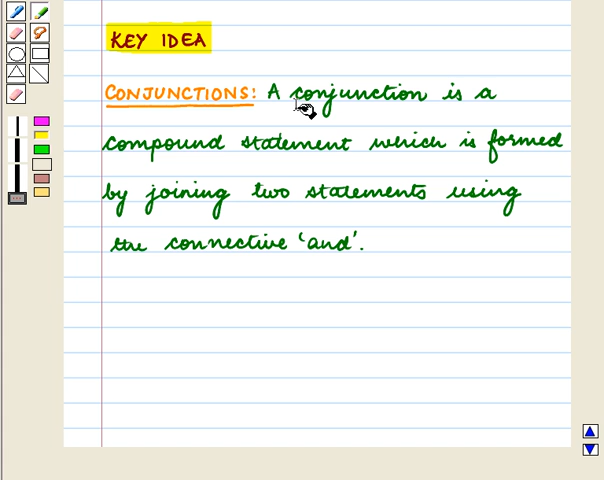 KEY IDEA
CONJUNCTIONS: A conjunction is a
compound statement which is formed
by joining two statements using
the connective 'and'.